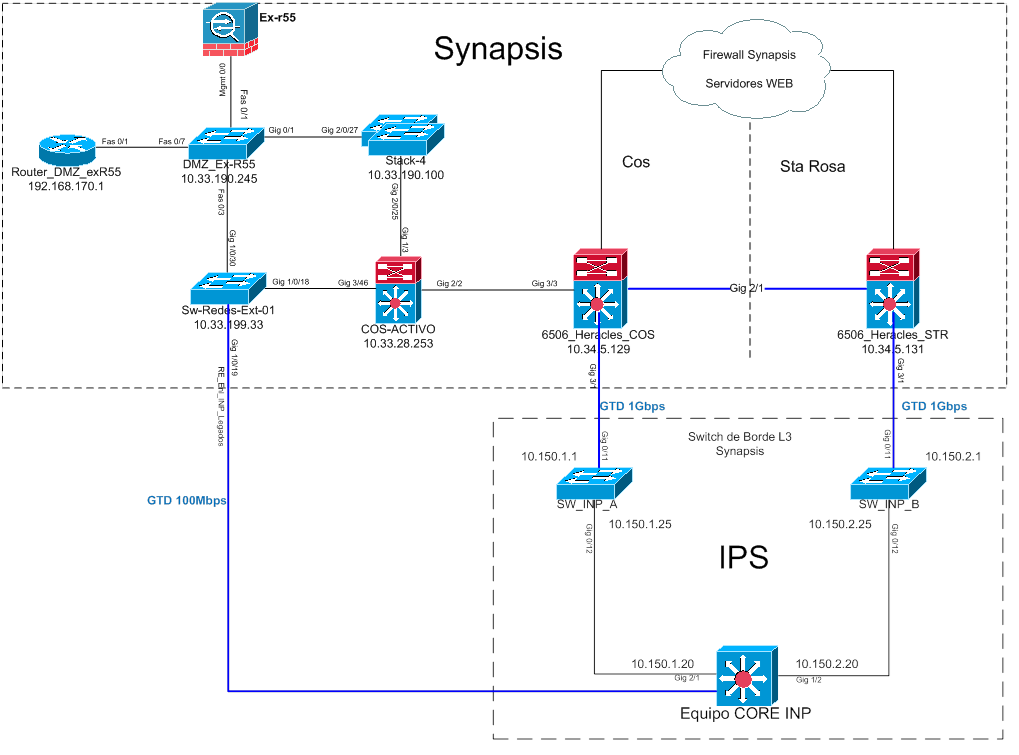 Ex-r55
Synapsis
Firewall Synapsis
Servidores WEB
Mgmt 0/0
Fas 0/1
Gig 0/1
Gig 2/0/27
Fas 0/1
Fas 0/7
DMZ_Ex-R55
10.33.190.245
Stack-4
10.33.190.100
Router_DMZ_exR55
192.168.170.1
Cos
Sta Rosa
Fas 0/3
Gig 2/0/25
Gig 1/0/30
Gig 1/3
Gig 1/0/18
Gig 3/46
Gig 2/2
Gig 3/3
Gig 2/1
Sw-Redes-Ext-01
10.33.199.33
COS-ACTIVO
10.33.28.253
6506_Heracles_COS
10.34.5.129
6506_Heracles_STR
10.34.5.131
Gig 1/0/19
RE_Ent_INP_Legados
Gig 3/1
Gig 3/1
GTD 1Gbps
GTD 1Gbps
Switch de Borde L3
Synapsis
Gig 0/11
Gig 0/11
10.150.1.1
10.150.2.1
GTD 100Mbps
SW_INP_A
SW_INP_B
10.150.1.25
10.150.2.25
Gig 0/12
Gig 0/12
IPS
10.150.1.20
10.150.2.20
Gig 2/1
Gig 1/2
Equipo CORE INP